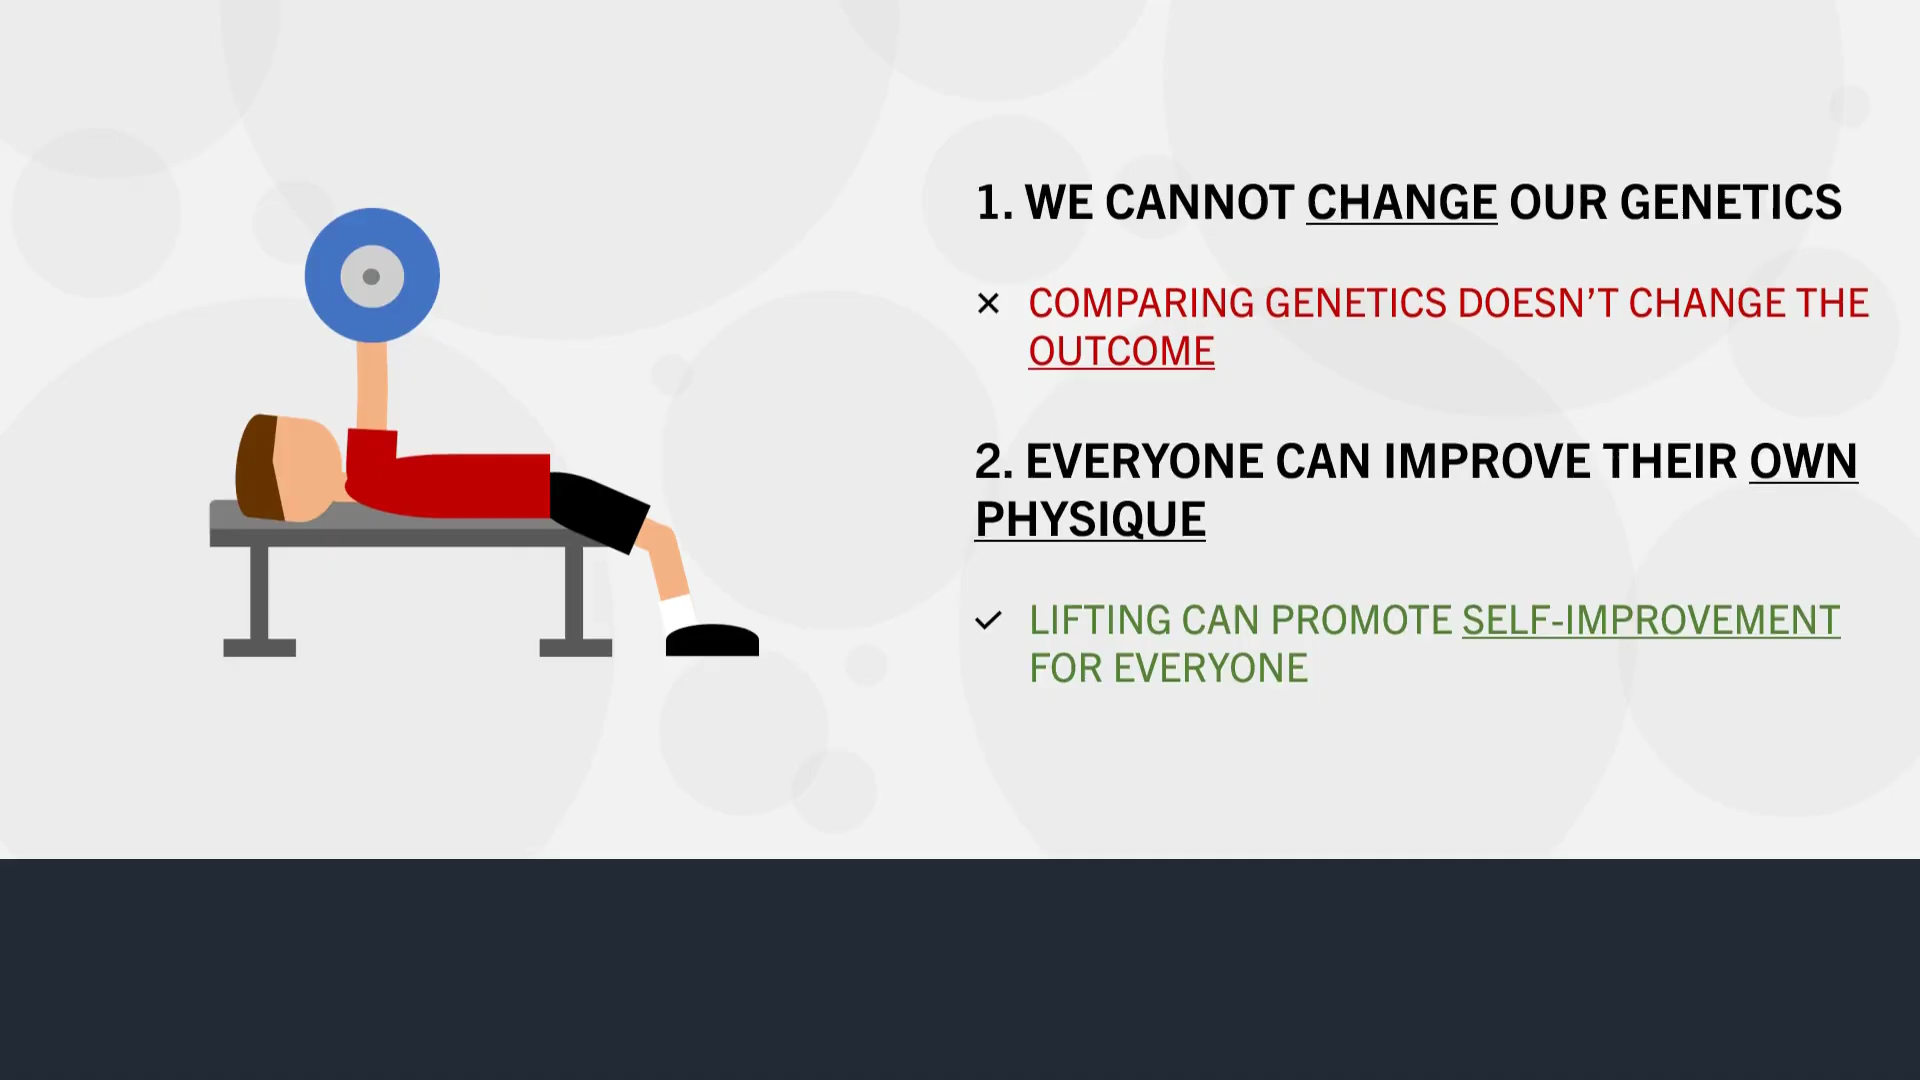 1. WE CANNOT CHANGE OUR GENETICS
✕ COMPARING GENETICS DOESN’T CHANGE THE
OUTCOME
2. EVERYONE CAN IMPROVE THEIR OWN
PHYSIQUE
✓ LIFTING CAN PROMOTE SELF-IMPROVEMENT
FOR EVERYONE